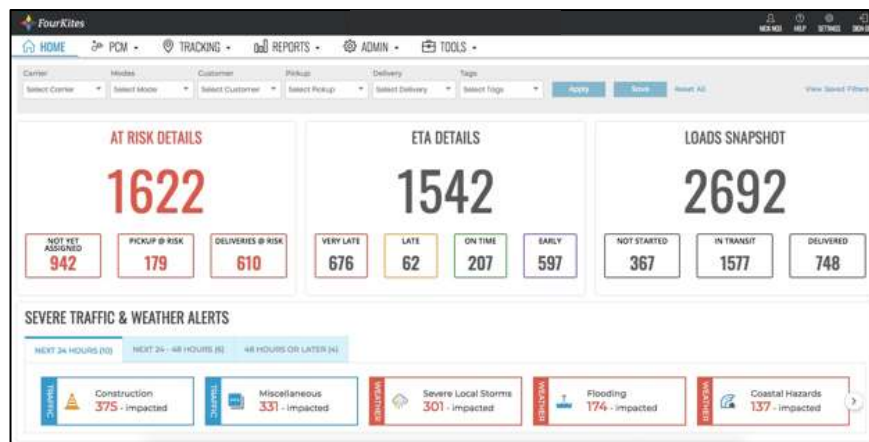 FourKites
NICK NOS HELP SETTINGS SIGN O
HOME PCM TRACKING REPORTS ADMIN TOOLS
Carrier Modes Customer Pickup Delivery Tags
Select Carrier Select Mode Select Customer Select Pickup Select Delivery Select Tags Apply Save Reset All View Saved Filters
AT RISK DETAILS
1622
NOT YET ASSIGNED
942
PICKUP @ RISK
179
DELIVERIES @ RISK
610
ETA DETAILS
1542
VERY LATE
676
LATE
62
ON TIME
207
EARLY
597
LOADS SNAPSHOT
2692
NOT STARTED
367
IN TRANSIT
1577
DELIVERED
748
SEVERE TRAFFIC & WEATHER ALERTS
NEXT 24 HOURS (10) NEXT 24 - 48 HOURS (6) 48 HOURS OR LATER (4)
TRAFFIC
Construction
375 - impacted
TRAFFIC
Miscellaneous
331 - impacted
WEATHER
Severe Local Storms
301 - impacted
WEATHER
Flooding
174 - impacted
WEATHER
Coastal Hazards
137 - impacted